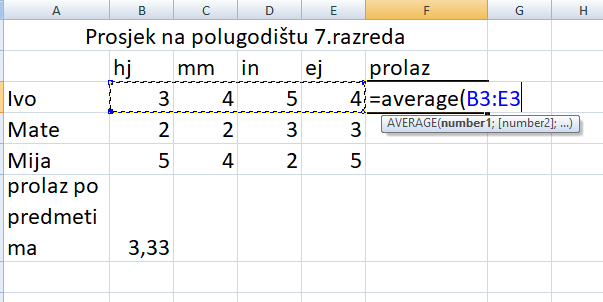 A B C D E F G H
Prosjek na polugodištu 7.razreda
hj mm in ej prolaz
Ivo 3 4 5 4 =average(B3:E3
AVERAGE(number1; [number2]; ...)
Mate 2 2 3 3
Mija 5 4 2 5
prolaz po
predmeti
ma 3,33